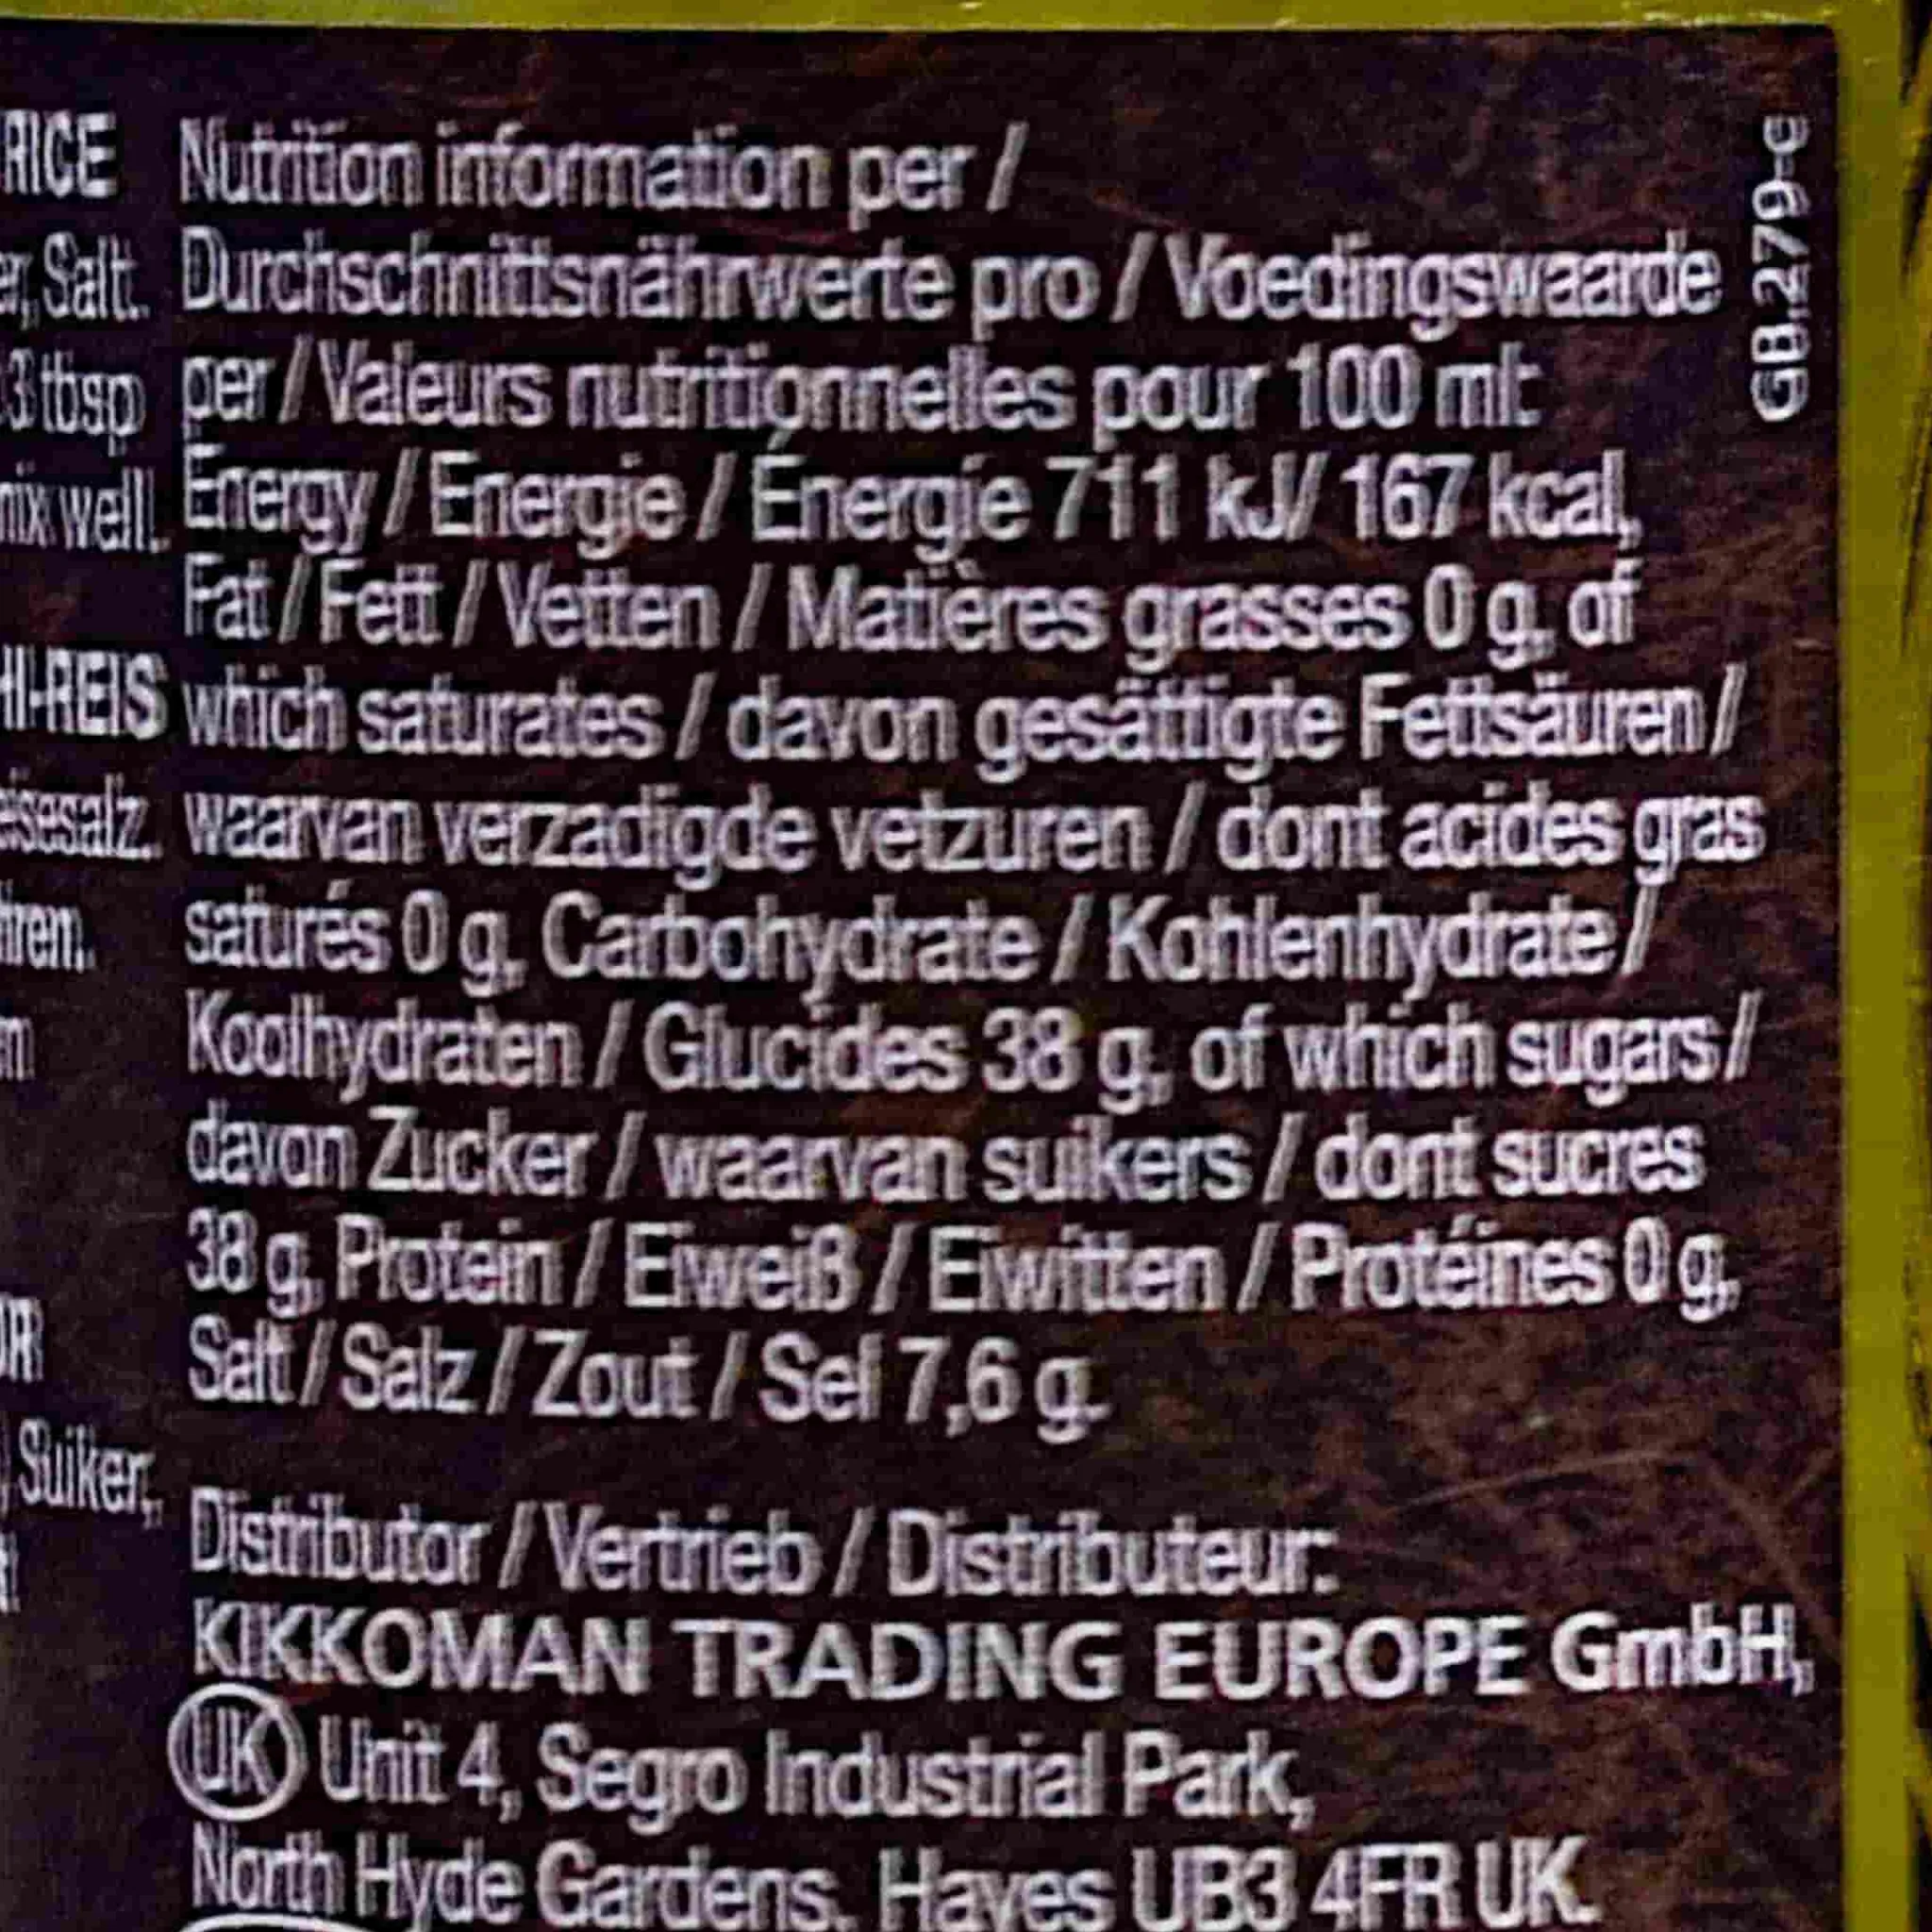 RICE
Salt.
3 tbsp
mix well.
HI-REIS
UR
Suiker,
Nutrition information per /
Durchschnittsnährwerte pro / Voedingswaarde
per / Valeurs nutritionnelles pour 100 ml:
Energy / Energie / Énergie 711 kJ/ 167 kcal,
Fat / Fett / Vetten / Matières grasses 0 g, of
which saturates / davon gesättigte Fettsäuren /
waarvan verzadigde vetzuren / dont acides gras
saturés 0 g, Carbohydrate / Kohlenhydrate /
Koolhydraten / Glucides 38 g, of which sugars /
davon Zucker / waarvan suikers / dont sucres
38 g, Protein / Eiweiß / Eiwitten / Protéines 0 g,
Salt / Salz / Zout / Sel 7,6 g.
Distributor / Vertrieb / Distributeur:
KIKKOMAN TRADING EUROPE GmbH,
UK Unit 4, Segro Industrial Park,
North Hyde Gardens, Hayes UB3 4FR UK.
GB.279-e